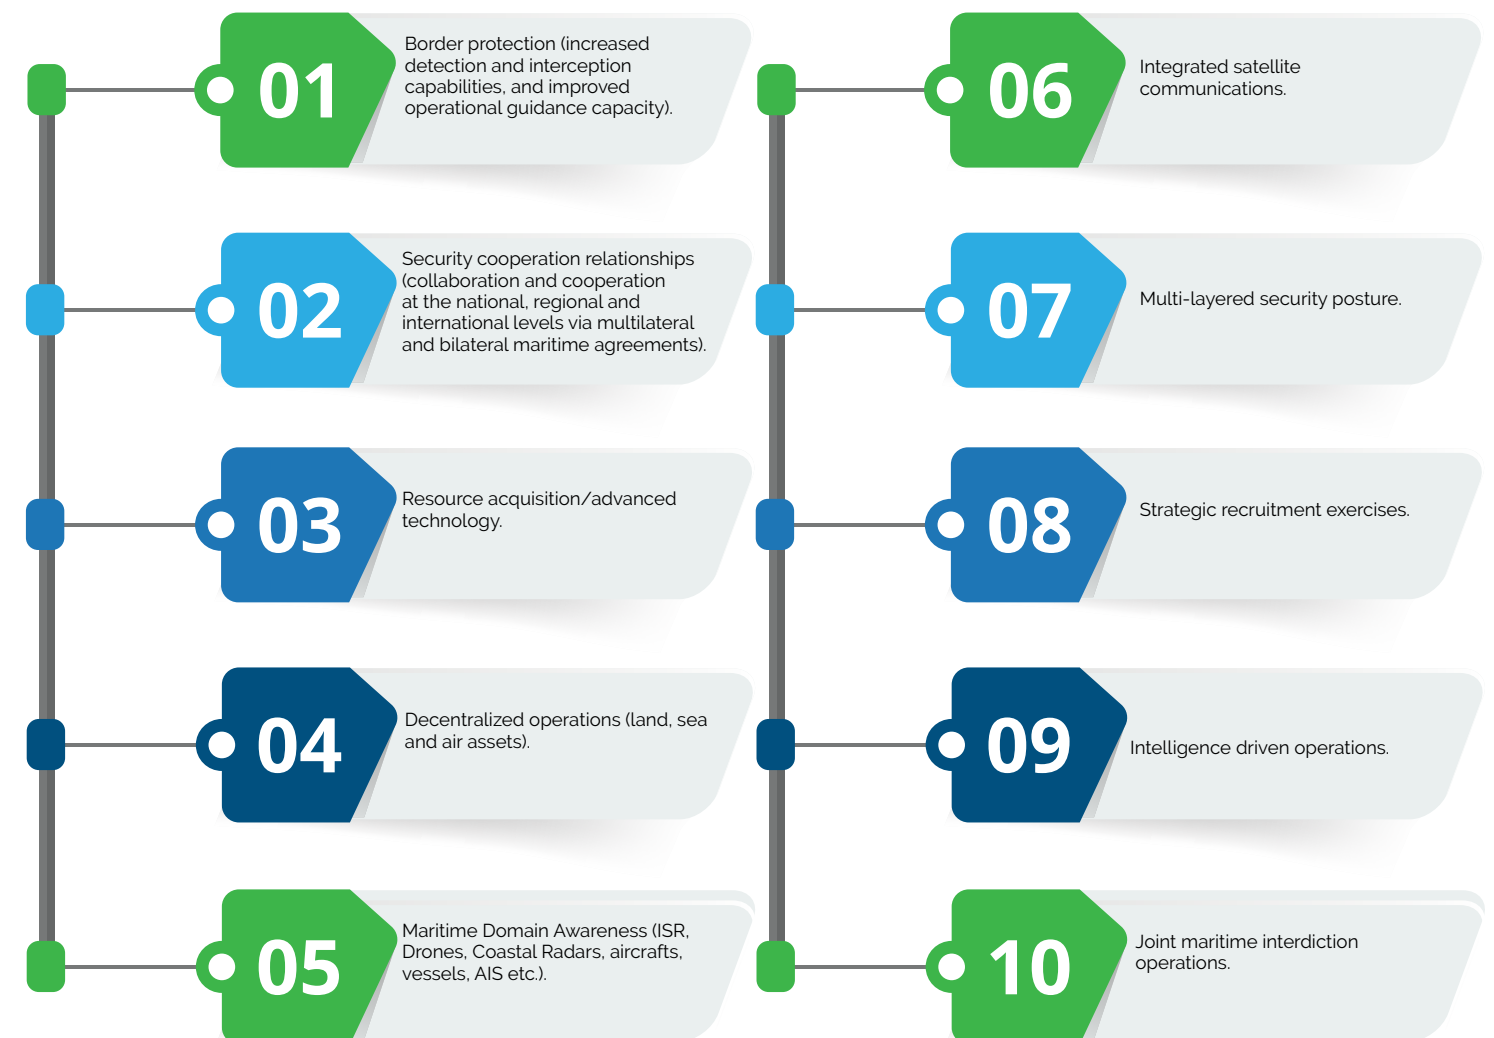 01
Border protection (increased
detection and interception
capabilities, and improved
operational guidance capacity).
02
Security cooperation relationships
(collaboration and cooperation
at the national, regional and
international levels via multilateral
and bilateral maritime agreements).
03
Resource acquisition/advanced
technology.
04
Decentralized operations (land, sea
and air assets).
05
Maritime Domain Awareness (ISR,
Drones, Coastal Radars, aircrafts,
vessels, AIS etc.).
06
Integrated satellite
communications.
07
Multi-layered security posture.
08
Strategic recruitment exercises.
09
Intelligence driven operations.
10
Joint maritime interdiction
operations.